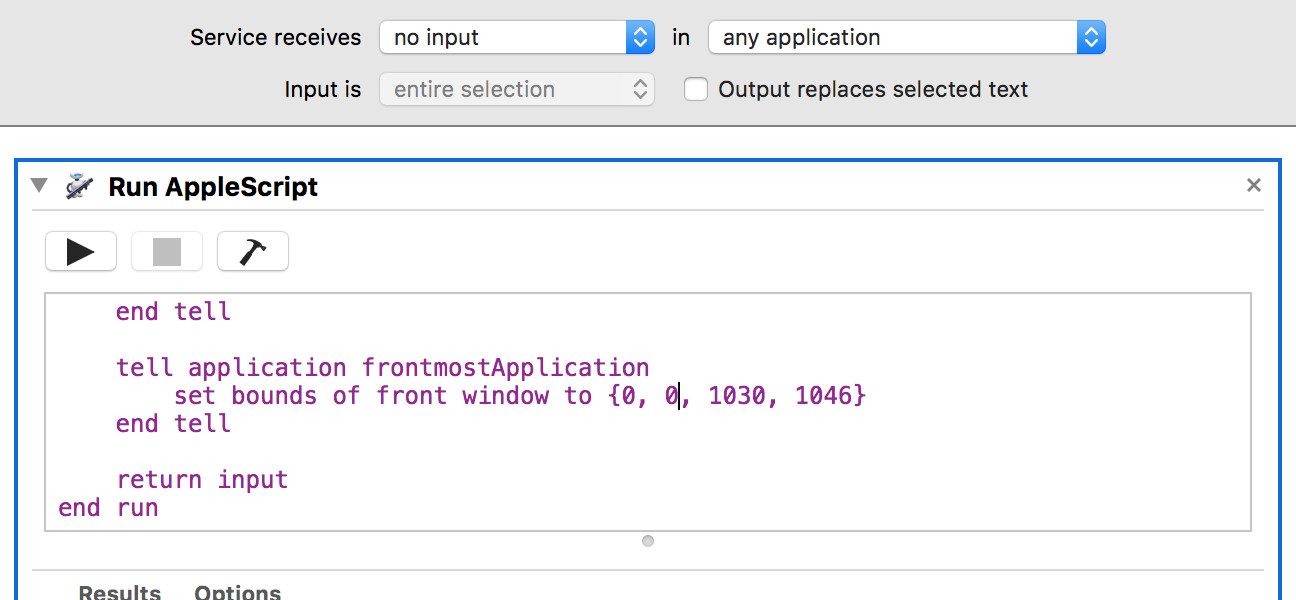 Service receives no input in any application
Input is entire selection Output replaces selected text
Run AppleScript
end tell
tell application frontmostApplication
set bounds of front window to {0, 0, 1030, 1046}
end tell
return input
end run
Results Options